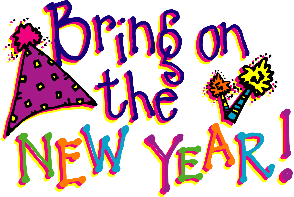 Bring on
the
NEW YEAR!